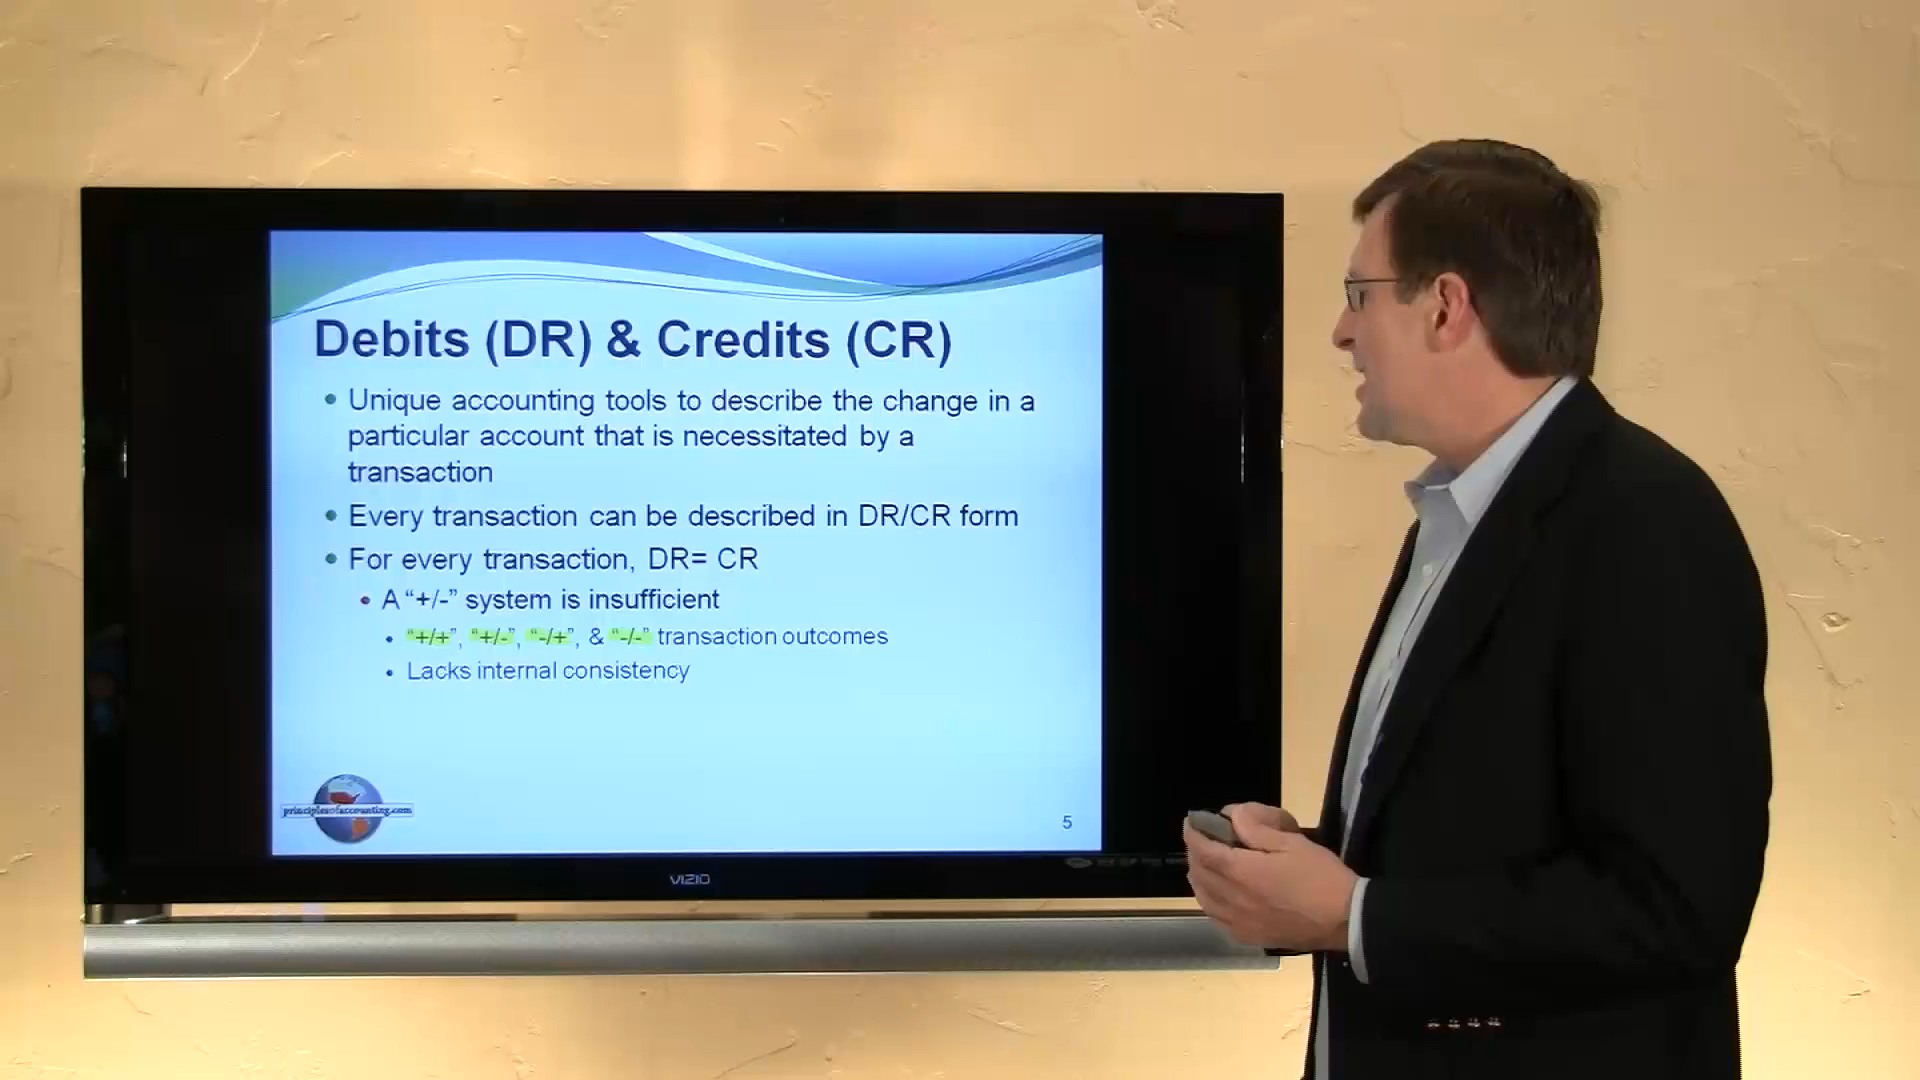 Debits (DR) & Credits (CR)
• Unique accounting tools to describe the change in a
particular account that is necessitated by a
transaction
• Every transaction can be described in DR/CR form
• For every transaction, DR= CR
• A “+/-” system is insufficient
• “+/+”, “+/-”, “-/+”, & “-/-” transaction outcomes
• Lacks internal consistency
principlesofaccounting.com
5
VIZIO